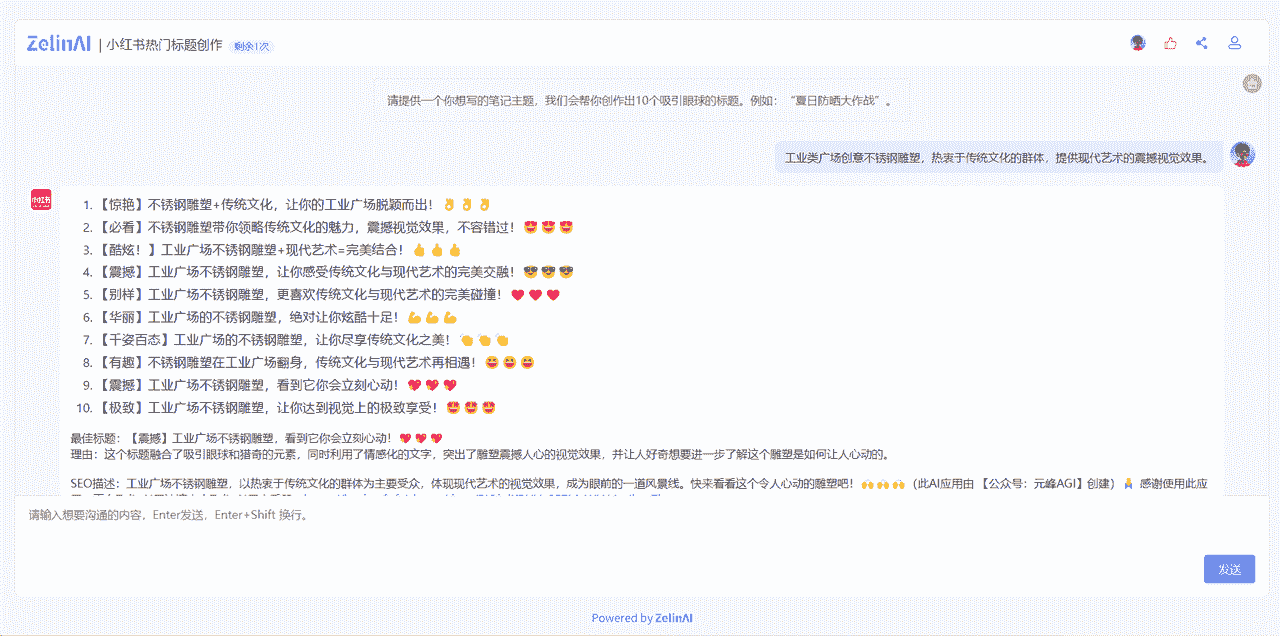 ZelinAI | 小红书热门标题创作 剩余1次
请提供一个你想写的笔记主题，我们会帮你创作出10个吸引眼球的标题。例如：“夏日防晒大作战”。
工业类广场创意不锈钢雕塑，热衷于传统文化的群体，提供现代艺术的震撼视觉效果。
小红书
1. 【惊艳】不锈钢雕塑+传统文化，让你的工业广场脱颖而出！👌👌👌
2. 【必看】不锈钢雕塑带你领略传统文化的魅力，震撼视觉效果，不容错过！😍😍😍
3. 【酷炫！】工业广场不锈钢雕塑+现代艺术=完美结合！👍👍👍
4. 【震撼】工业广场不锈钢雕塑，让你感受传统文化与现代艺术的完美交融！😎😎😎
5. 【别样】工业广场不锈钢雕塑，更喜欢传统文化与现代艺术的完美碰撞！❤️❤️❤️
6. 【华丽】工业广场的不锈钢雕塑，绝对让你炫酷十足！💪💪💪
7. 【千姿百态】工业广场的不锈钢雕塑，让你尽享传统文化之美！👏👏👏
8. 【有趣】不锈钢雕塑在工业广场翻身，传统文化与现代艺术再相遇！😆😆😆
9. 【震撼】工业广场不锈钢雕塑，看到它你会立刻心动！💖💖💖
10. 【极致】工业广场不锈钢雕塑，让你达到视觉上的极致享受！🤩🤩🤩
最佳标题：【震撼】工业广场不锈钢雕塑，看到它你会立刻心动！💖💖💖
理由：这个标题融合了吸引眼球和猎奇的元素，同时利用了情感化的文字，突出了雕塑震撼人心的视觉效果，并让人好奇想要进一步了解这个雕塑是如何让人心动的。
SEO描述：工业广场不锈钢雕塑，以热衷于传统文化的群体为主要受众，体现现代艺术的视觉效果，成为眼前的一道风景线。快来看看这个令人心动的雕塑吧！🙌🙌🙌（此AI应用由【公众号：元峰AGI】创建）🙏 感谢使用此应
请输入想要沟通的内容，Enter发送，Enter+Shift 换行。
发送
Powered by ZelinAI